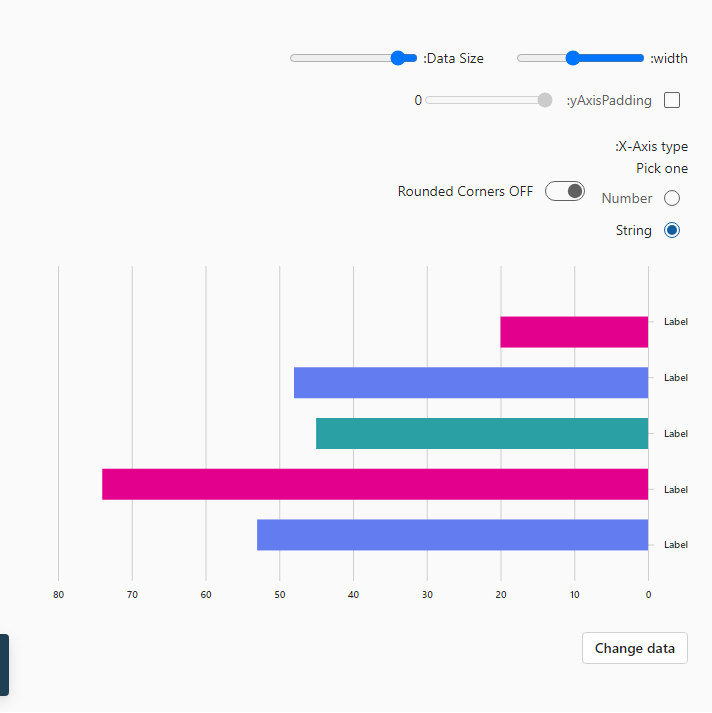 :width
:Data Size
:yAxisPadding
0
:X-Axis type
Pick one
Number
String
Rounded Corners OFF
Label
Label
Label
Label
Label
80 70 60 50 40 30 20 10 0
Change data